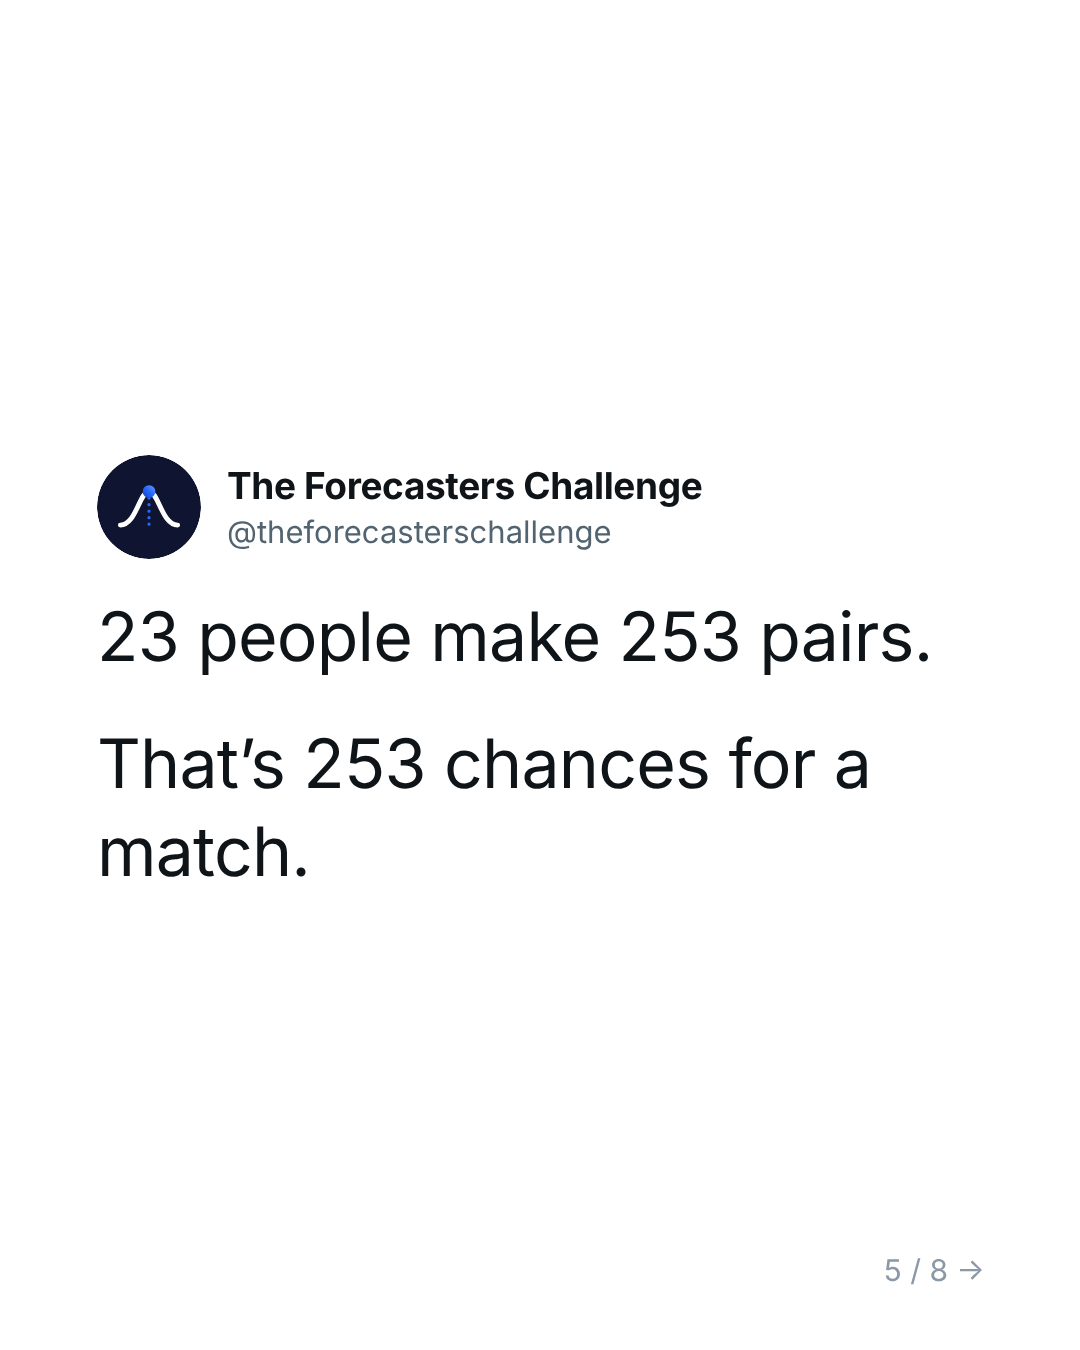 The Forecasters Challenge
@theforecasterschallenge
23 people make 253 pairs.
That’s 253 chances for a
match.
5 / 8 →